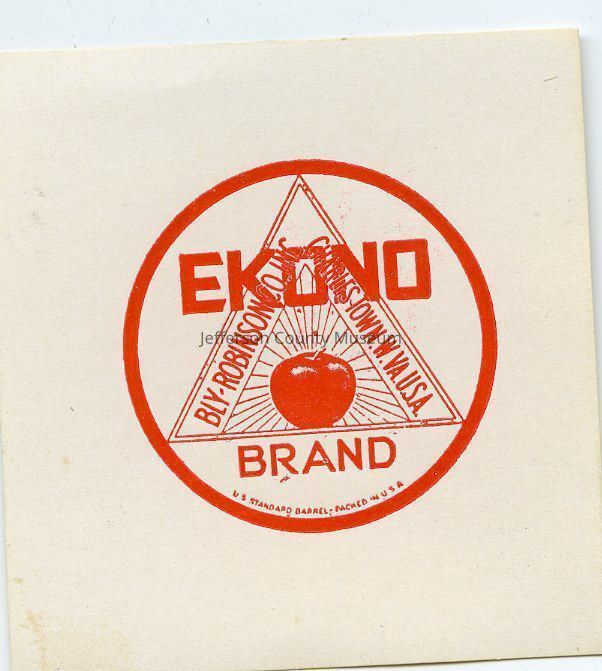 EKONO
BLY-ROBINSON CO. INC.
CHARLES TOWN. W. VA. U.S.A.
Jefferson County Museum
BRAND
U S STANDARD BARREL - PACKED IN U S A